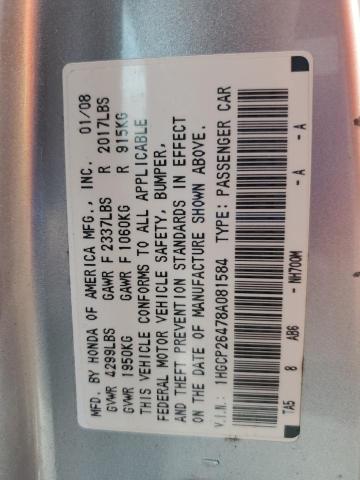 MFD. BY HONDA OF AMERICA MFG., INC. 01/08
GVWR 4299LBS GAWR F 2337LBS R 2017LBS
GVWR 1950KG GAWR F 1060KG R 915KG
THIS VEHICLE CONFORMS TO ALL APPLICABLE
FEDERAL MOTOR VEHICLE SAFETY, BUMPER,
AND THEFT PREVENTION STANDARDS IN EFFECT
ON THE DATE OF MANUFACTURE SHOWN ABOVE.
V.I.N.: 1HGCP26478A081584 TYPE: PASSENGER CAR
TA5 8 AB6 - NH700M - A - A